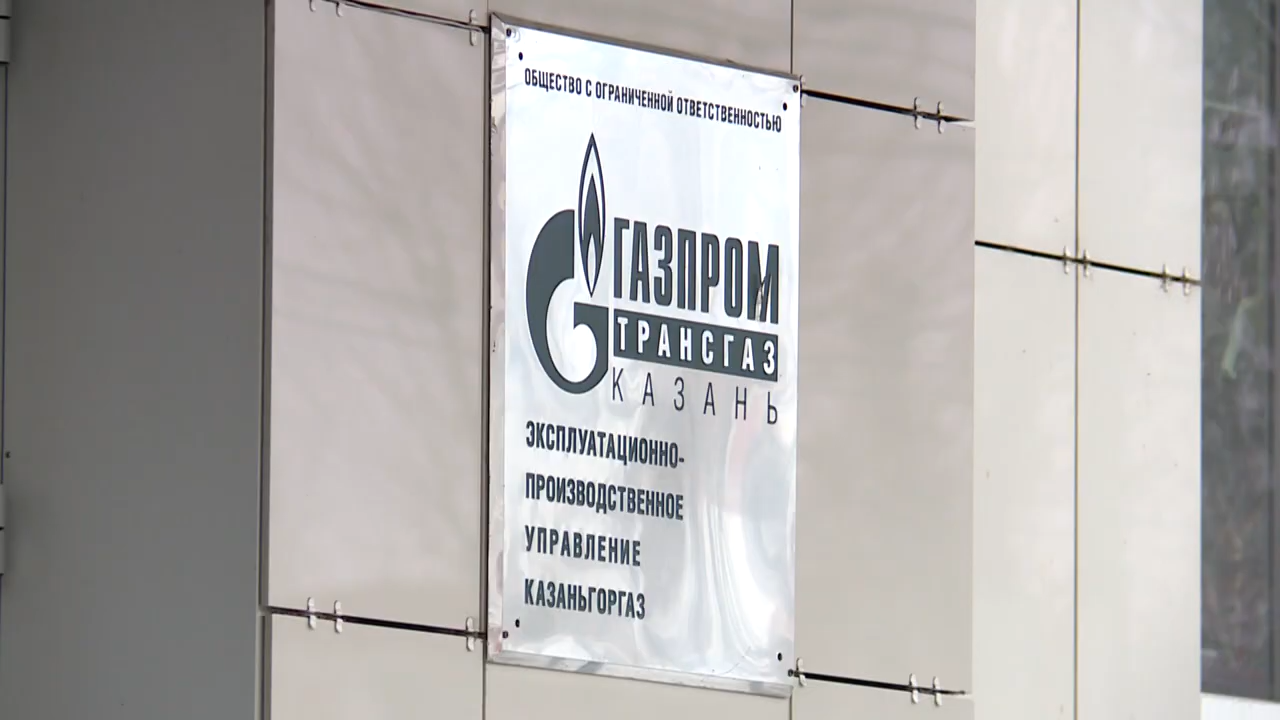 ОБЩЕСТВО С ОГРАНИЧЕННОЙ ОТВЕТСТВЕННОСТЬЮ
ГАЗПРОМ
ТРАНСГАЗ
КАЗАНЬ
ЭКСПЛУАТАЦИОННО-
ПРОИЗВОДСТВЕННОЕ
УПРАВЛЕНИЕ
КАЗАНЬГОРГАЗ